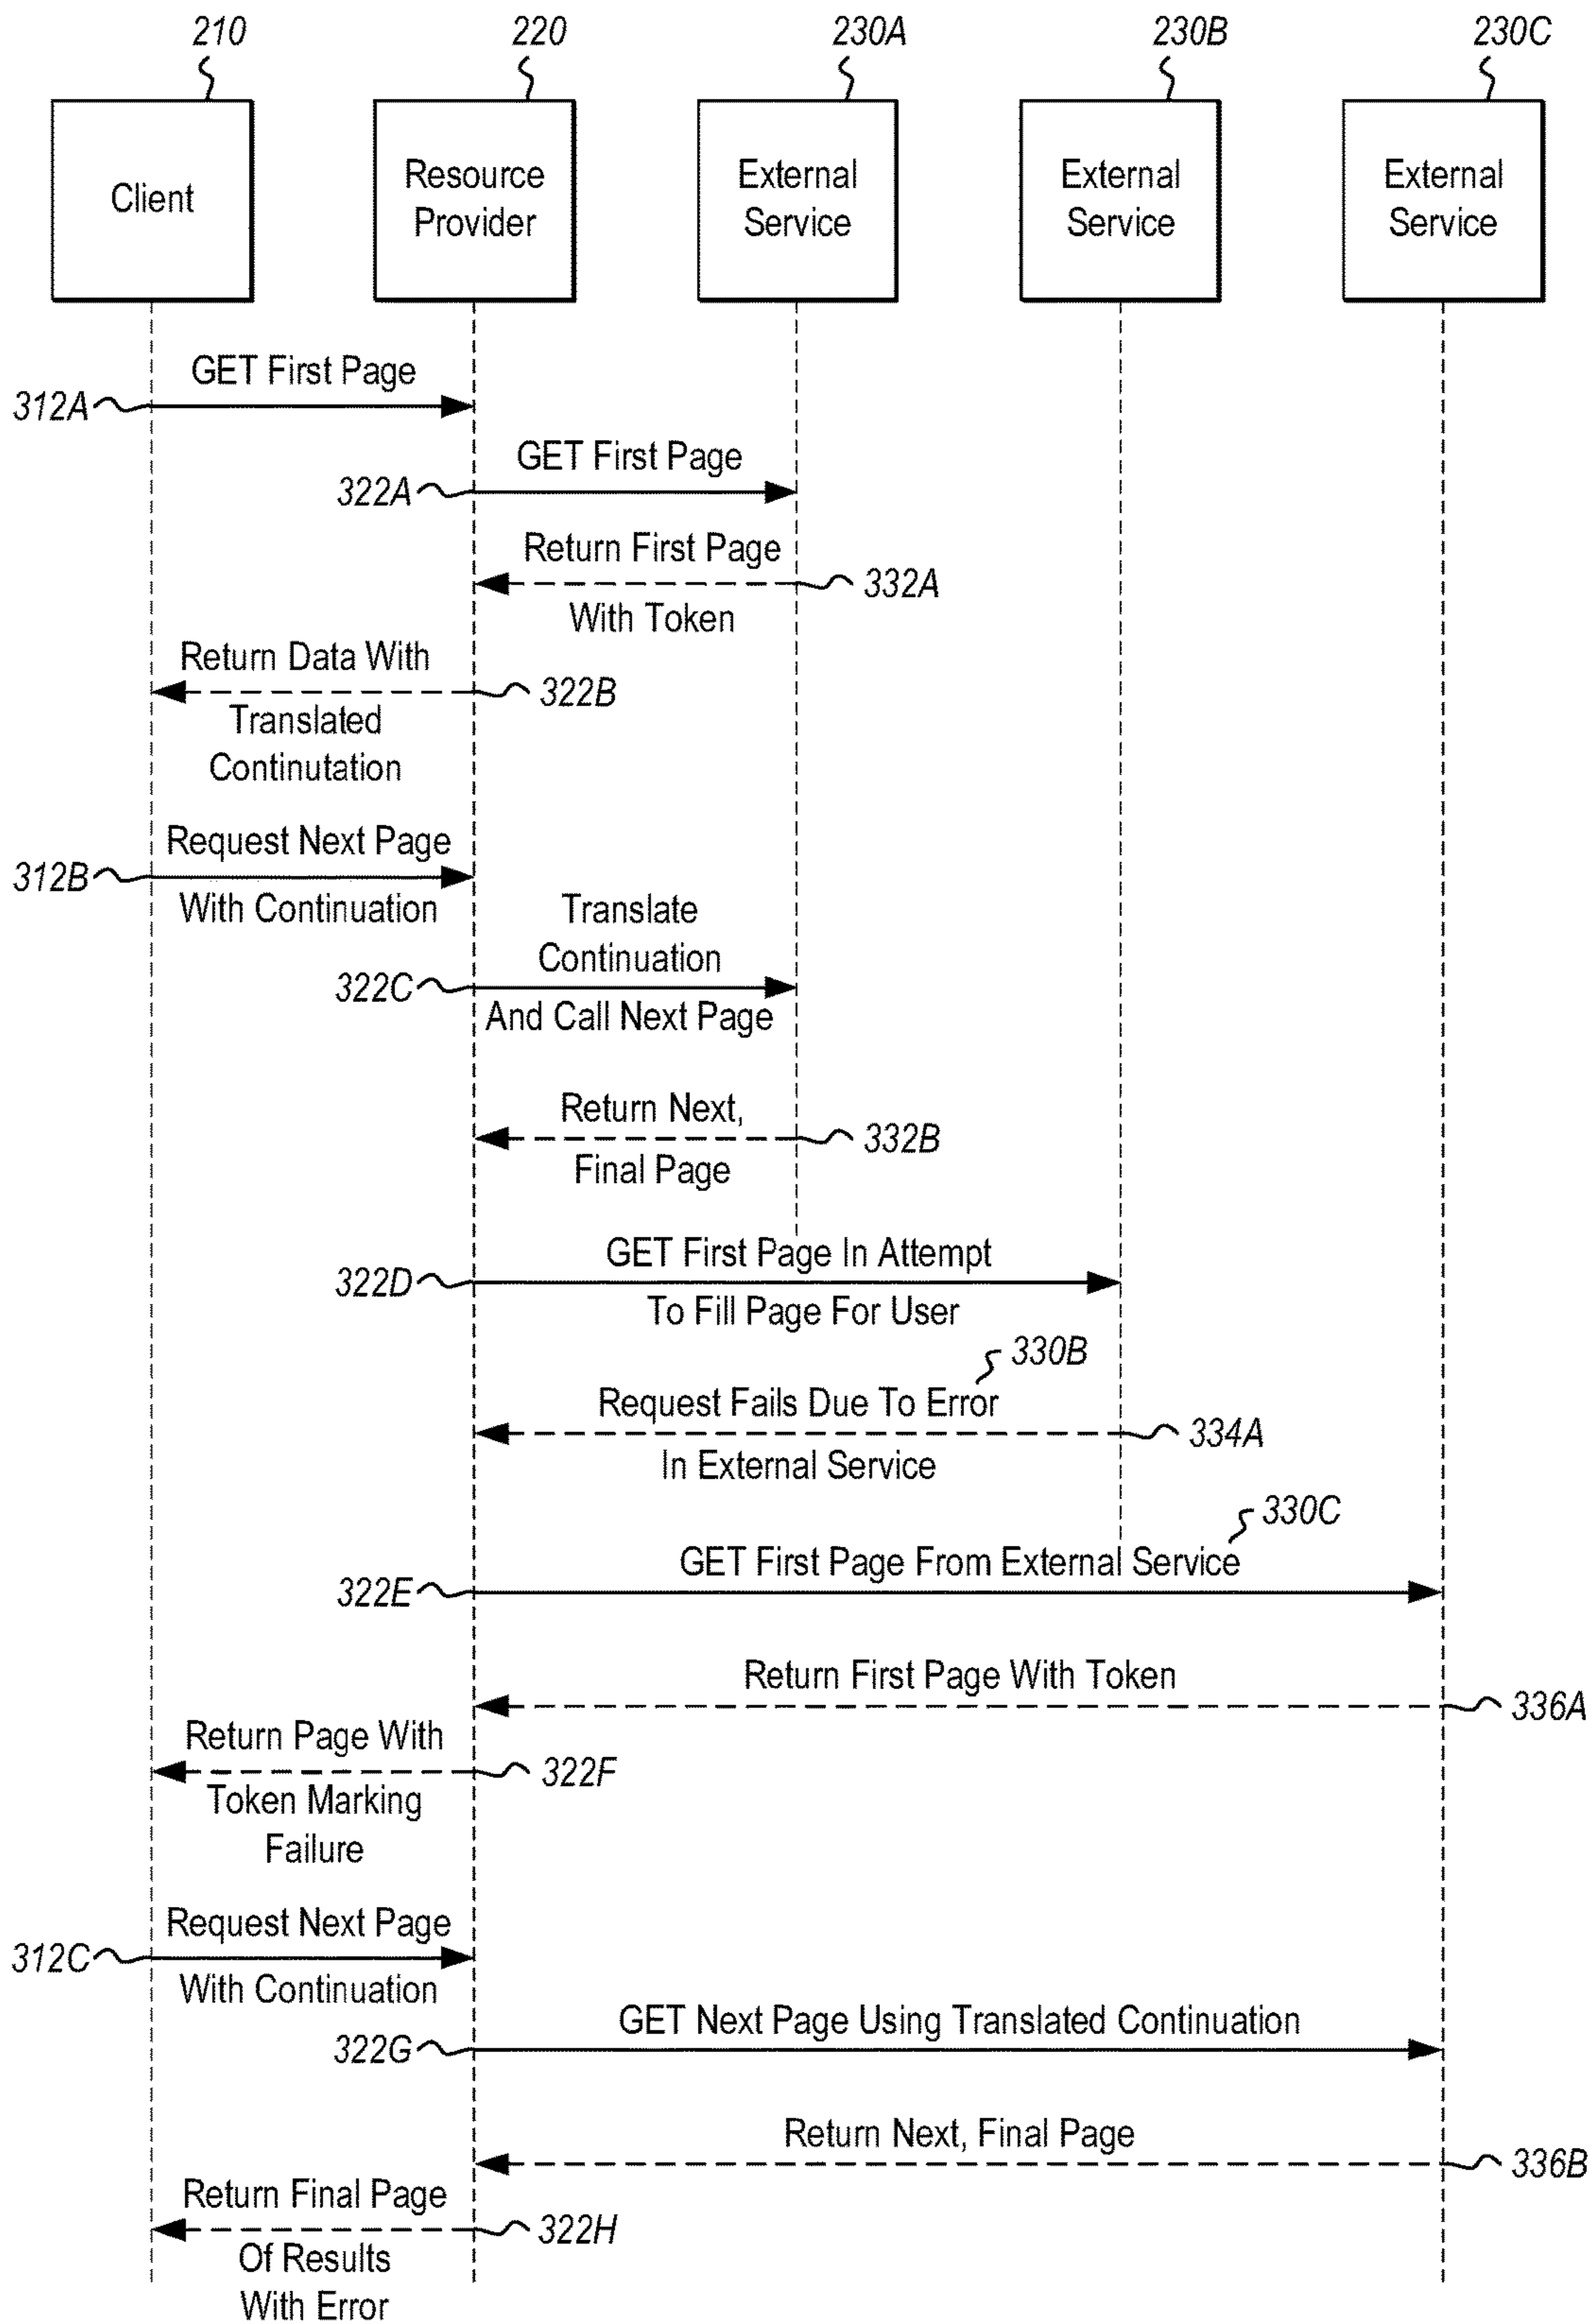 210
220
230A
230B
230C
Client
Resource
Provider
External
Service
External
Service
External
Service
GET First Page
312A
GET First Page
322A
Return First Page
332A
With Token
Return Data With
322B
Translated
Continutation
Request Next Page
312B
With Continuation
Translate
Continuation
322C
And Call Next Page
Return Next,
332B
Final Page
GET First Page In Attempt
322D
To Fill Page For User
330B
Request Fails Due To Error
334A
In External Service
330C
GET First Page From External Service
322E
Return First Page With Token
336A
Return Page With
322F
Token Marking
Failure
Request Next Page
312C
With Continuation
GET Next Page Using Translated Continuation
322G
Return Next, Final Page
336B
Return Final Page
322H
Of Results
With Error